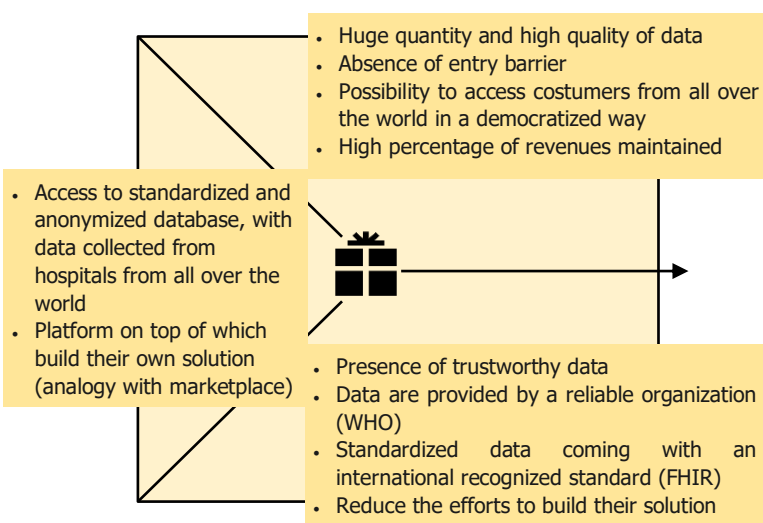 • Huge quantity and high quality of data
• Absence of entry barrier
• Possibility to access costumers from all over
the world in a democratized way
• High percentage of revenues maintained
• Access to standardized and
anonymized database, with
data collected from
hospitals from all over the
world
• Platform on top of which
build their own solution
(analogy with marketplace)
• Presence of trustworthy data
• Data are provided by a reliable organization
(WHO)
• Standardized data coming with an
international recognized standard (FHIR)
• Reduce the efforts to build their solution